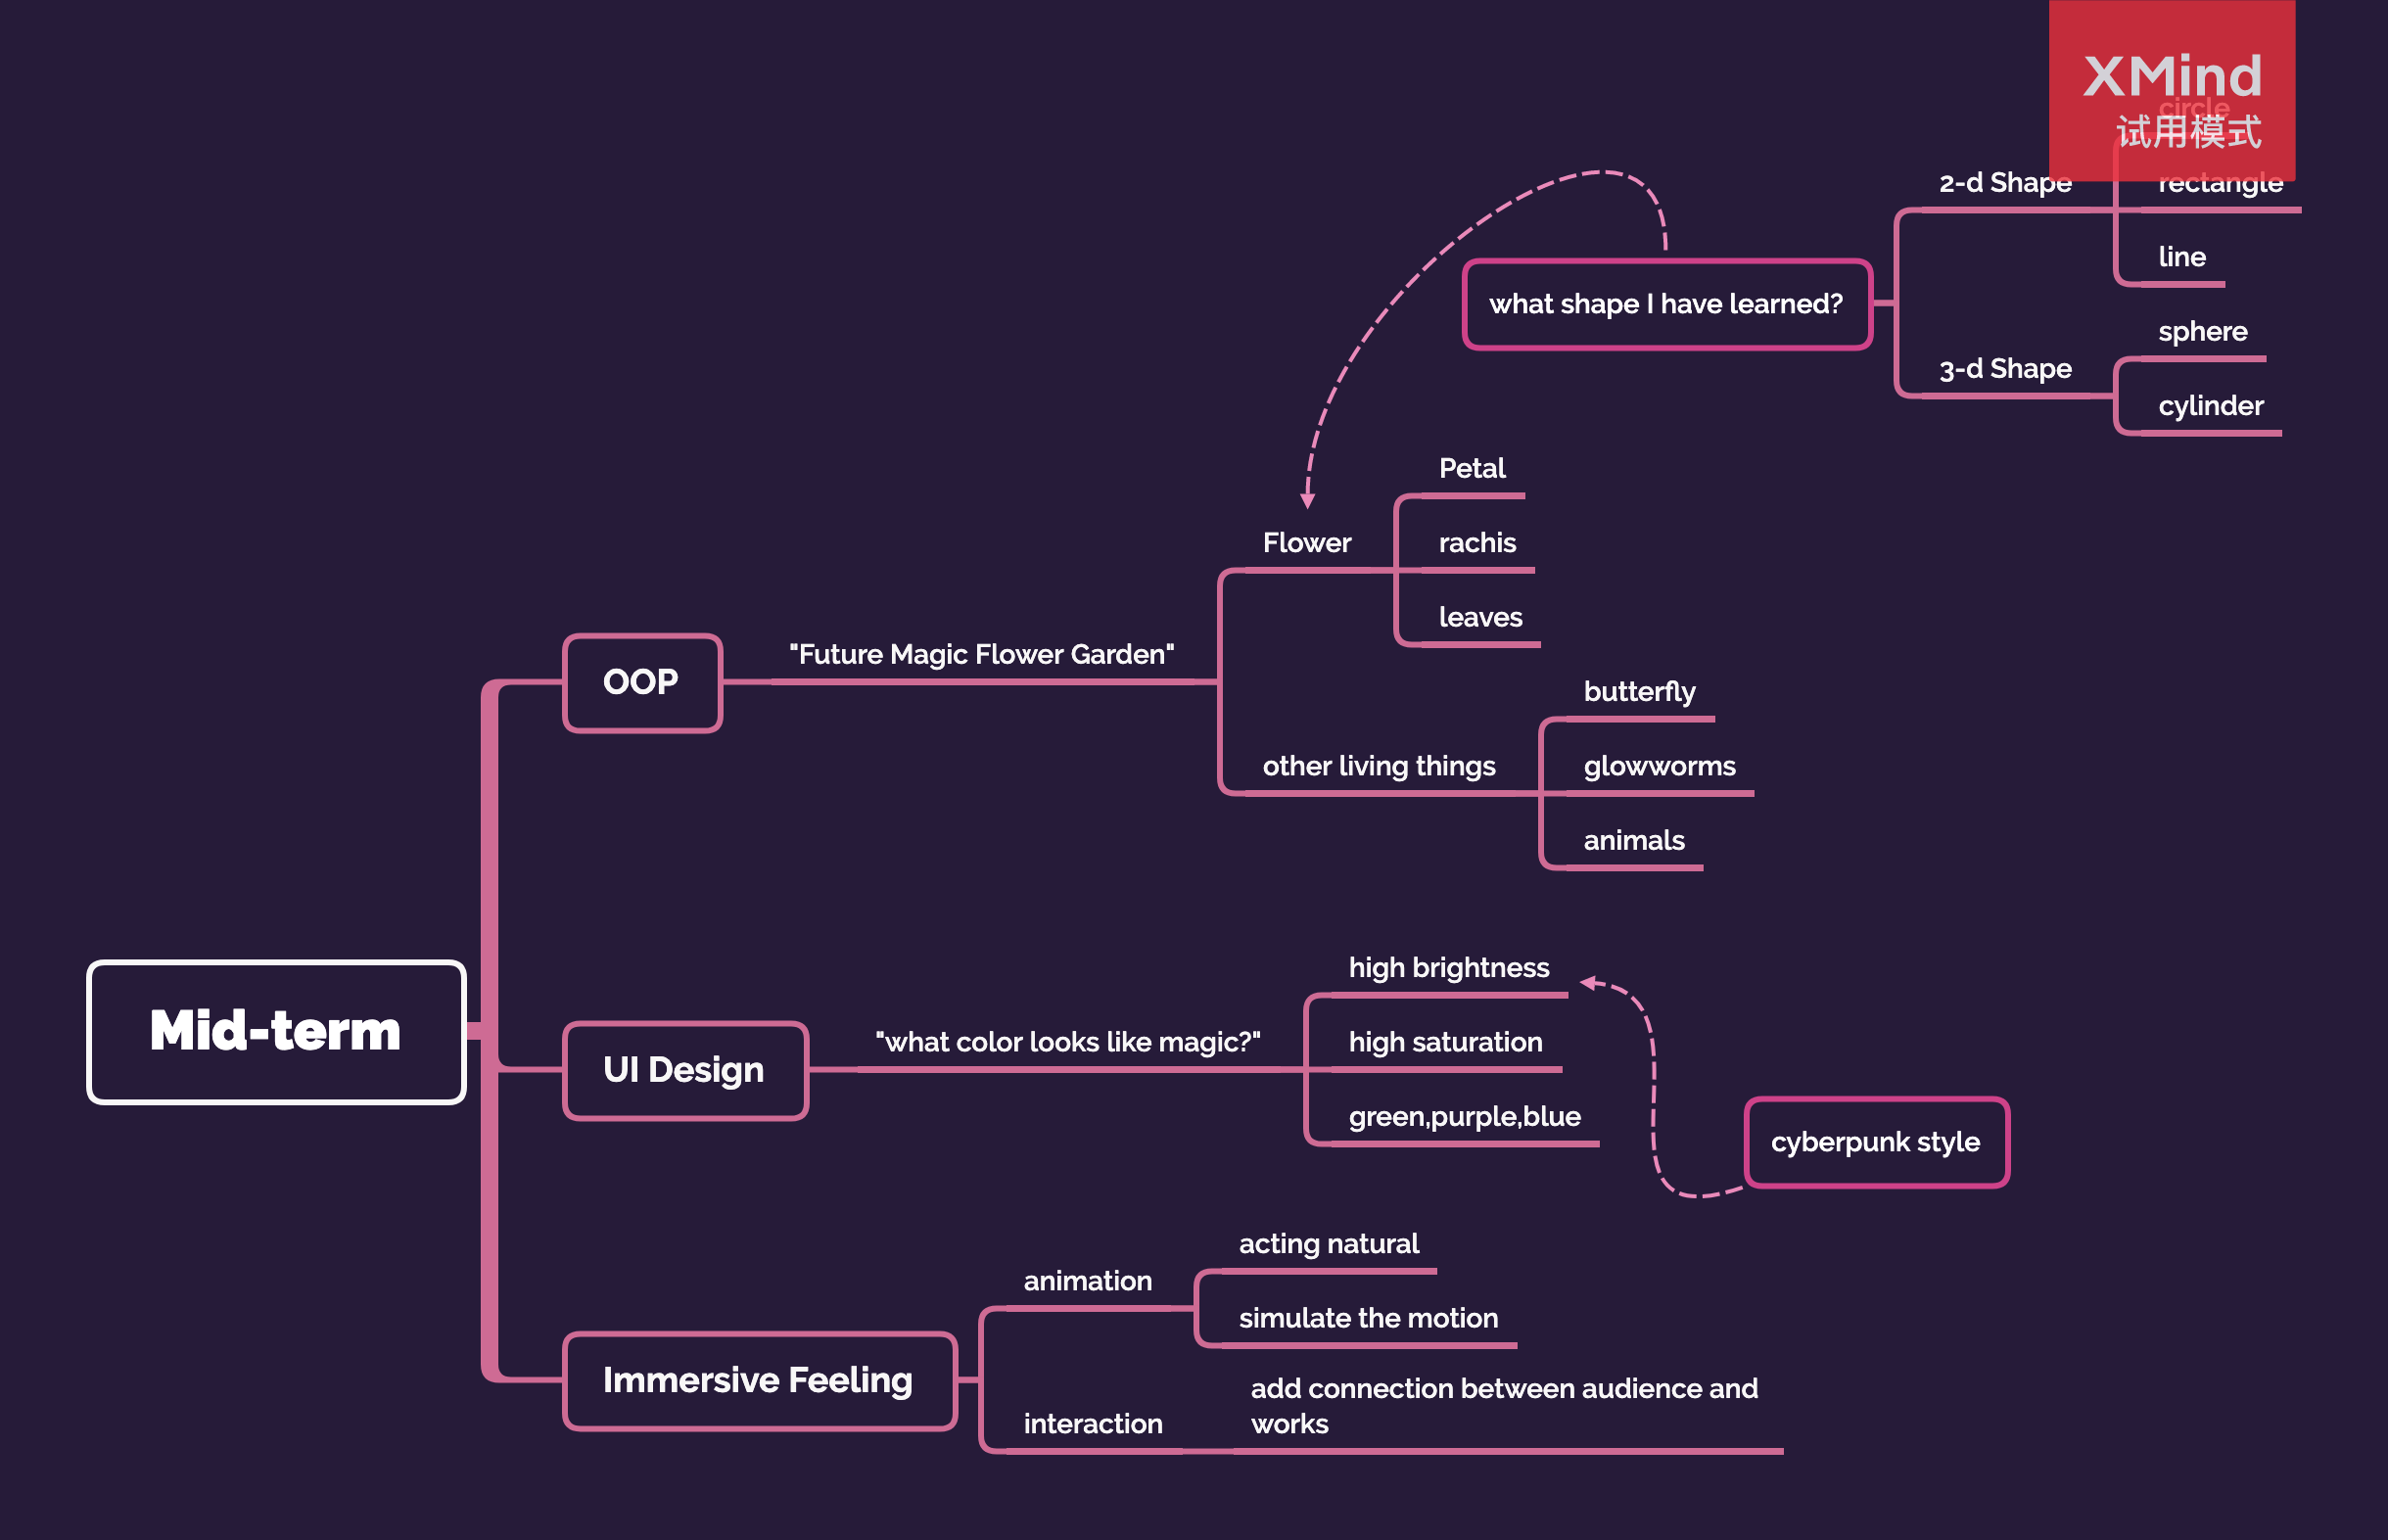 XMind
试用模式
circle
2-d Shape
rectangle
line
what shape I have learned?
3-d Shape
sphere
cylinder
Mid-term
OOP
"Future Magic Flower Garden"
Flower
Petal
rachis
leaves
other living things
butterfly
glowworms
animals
UI Design
"what color looks like magic?"
high brightness
high saturation
green,purple,blue
cyberpunk style
Immersive Feeling
animation
acting natural
simulate the motion
interaction
add connection between audience and
works